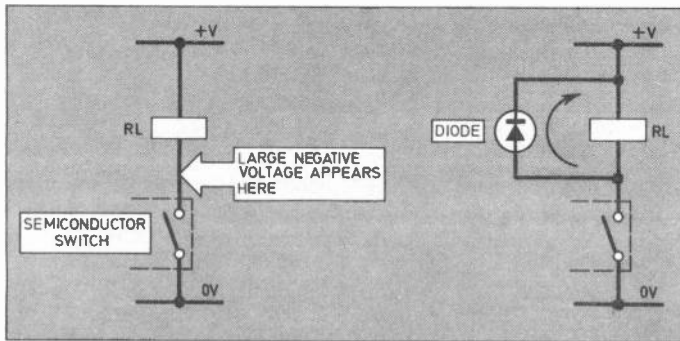 +V
RL
LARGE NEGATIVE
VOLTAGE APPEARS
HERE
SEMICONDUCTOR
SWITCH
0V
+V
DIODE
RL
0V